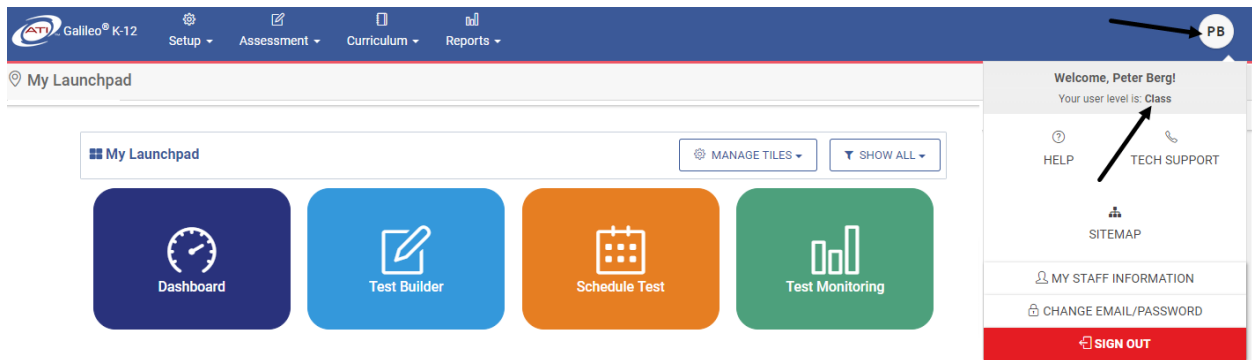 ATI Galileo® K-12
Setup
Assessment
Curriculum
Reports
PB
My Launchpad
Welcome, Peter Berg!
Your user level is: Class
My Launchpad
MANAGE TILES
SHOW ALL
HELP
TECH SUPPORT
SITEMAP
Dashboard
Test Builder
Schedule Test
Test Monitoring
MY STAFF INFORMATION
CHANGE EMAIL/PASSWORD
SIGN OUT